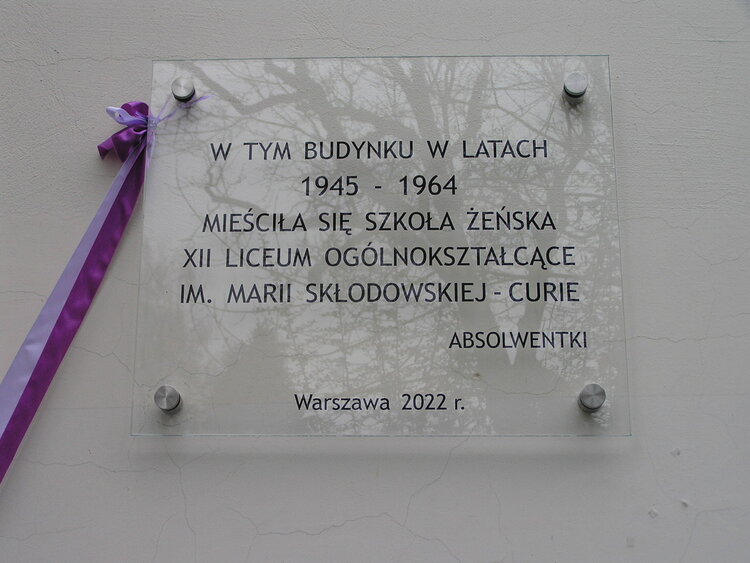 W TYM BUDYNKU W LATACH
1945 - 1964
MIEŚCIŁA SIĘ SZKOŁA ŻEŃSKA
XII LICEUM OGÓLNOKSZTAŁCĄCE
IM. MARII SKŁODOWSKIEJ - CURIE
ABSOLWENTKI
Warszawa 2022 r.